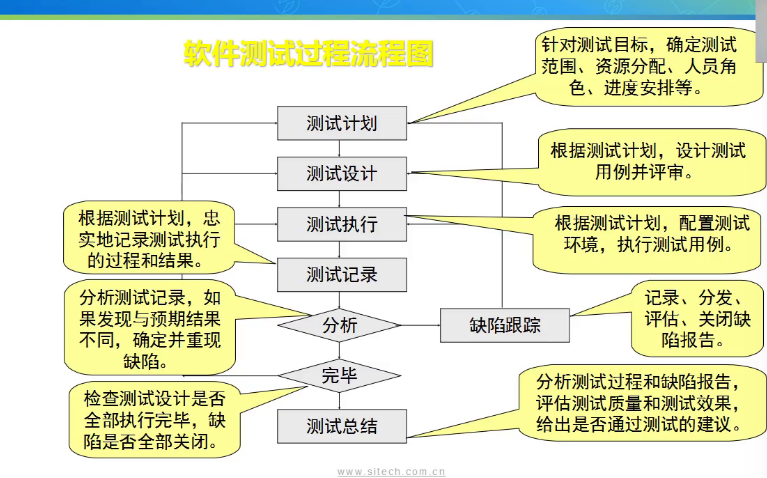 软件测试过程流程图
针对测试目标，确定测试
范围、资源分配、人员角
色、进度安排等。
测试计划
根据测试计划，设计测试
用例并评审。
测试设计
根据测试计划，忠
实地记录测试执行
的过程和结果。
测试执行
根据测试计划，配置测试
环境，执行测试用例。
测试记录
分析测试记录，如
果发现与预期结果
不同，确定并重现
缺陷。
分析
缺陷跟踪
记录、分发、
评估、关闭缺
陷报告。
完毕
检查测试设计是否
全部执行完毕，缺
陷是否全部关闭。
测试总结
分析测试过程和缺陷报告，
评估测试质量和测试效果，
给出是否通过测试的建议。
www.sitech.com.cn